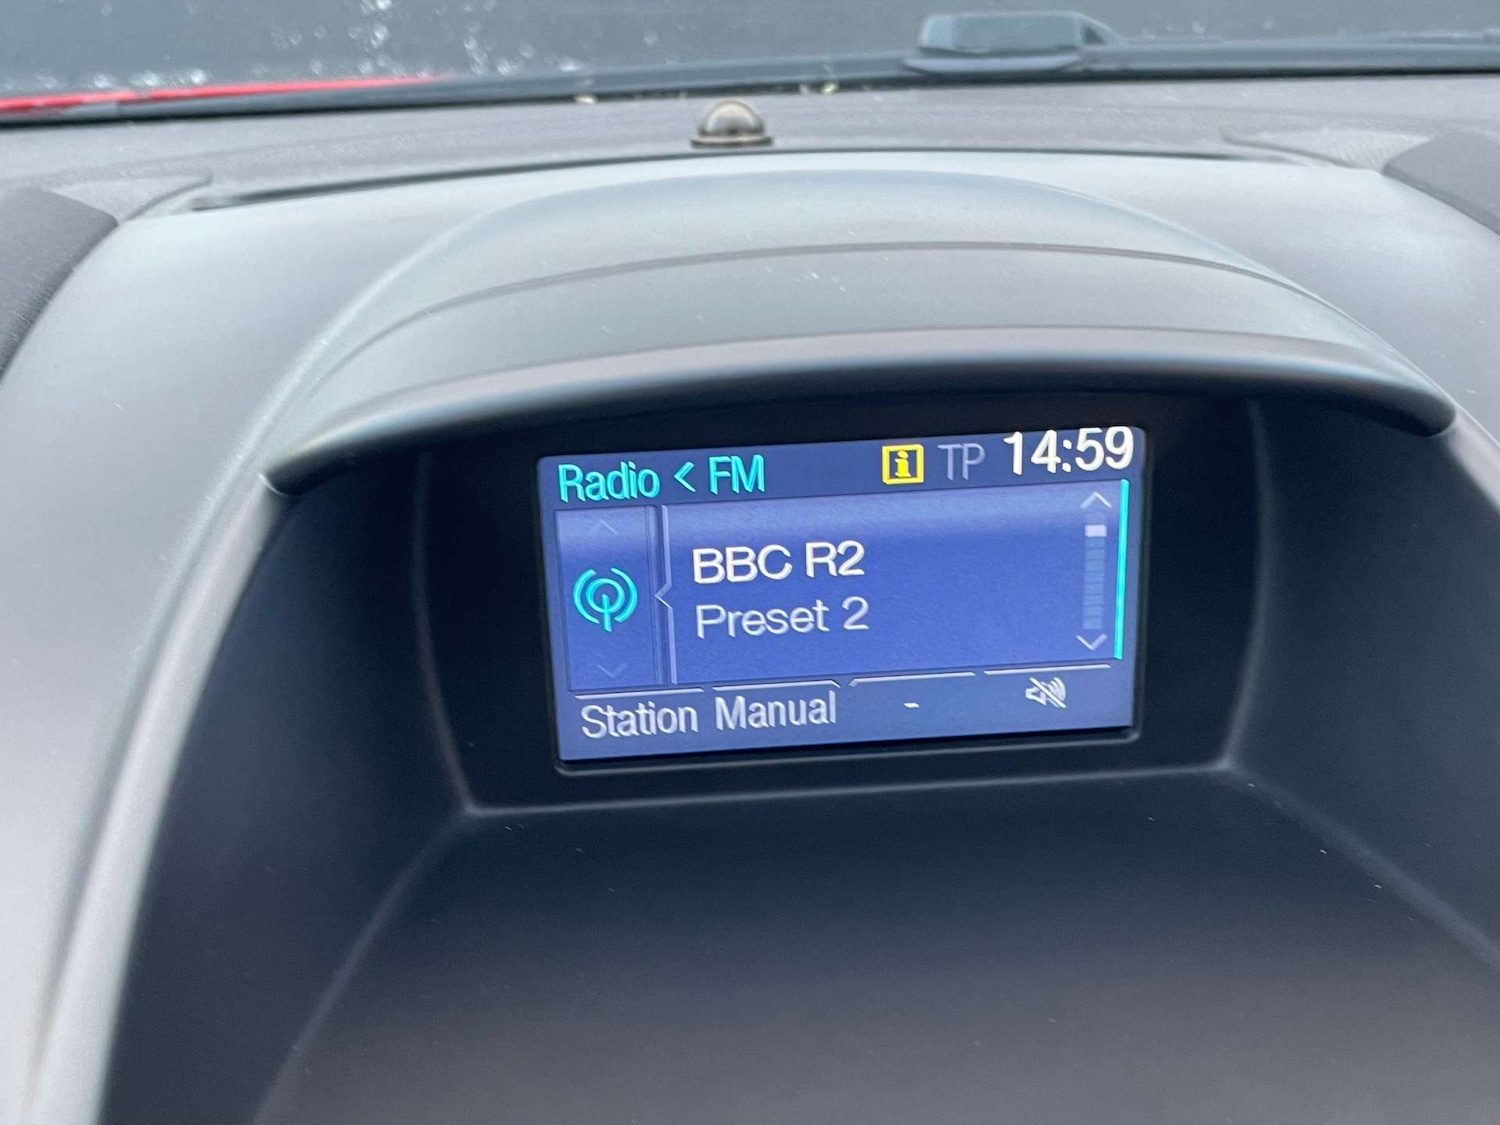 Radio < FM i TP 14:59
BBC R2
Preset 2
Station Manual -